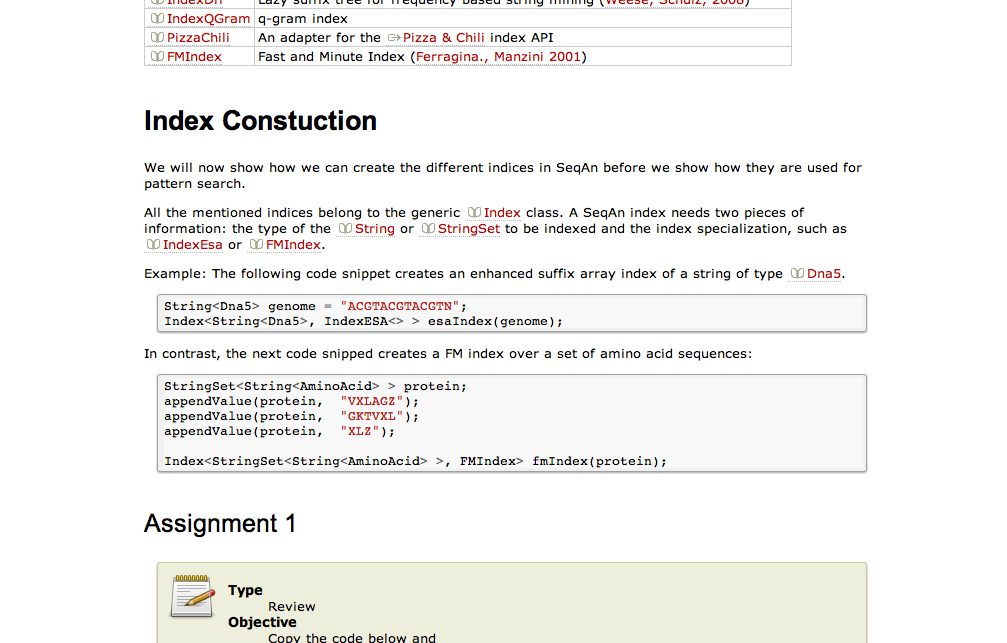 IndexDfi Lazy suffix tree for frequency based string mining (Weese, Schulz, 2008)
IndexQGram q-gram index
PizzaChili An adapter for the Pizza & Chili index API
FMIndex Fast and Minute Index (Ferragina., Manzini 2001)
Index Constuction
We will now show how we can create the different indices in SeqAn before we show how they are used for
pattern search.
All the mentioned indices belong to the generic Index class. A SeqAn index needs two pieces of
information: the type of the String or StringSet to be indexed and the index specialization, such as
IndexEsa or FMIndex.
Example: The following code snippet creates an enhanced suffix array index of a string of type Dna5.
String<Dna5> genome = "ACGTACGTACGTN";
Index<String<Dna5>, IndexESA<> > esaIndex(genome);
In contrast, the next code snipped creates a FM index over a set of amino acid sequences:
StringSet<String<AminoAcid> > protein;
appendValue(protein, "VXLAGZ");
appendValue(protein, "GKTVXL");
appendValue(protein, "XLZ");
Index<StringSet<String<AminoAcid> >, FMIndex> fmIndex(protein);
Assignment 1
Type
Review
Objective
Copy the code below and